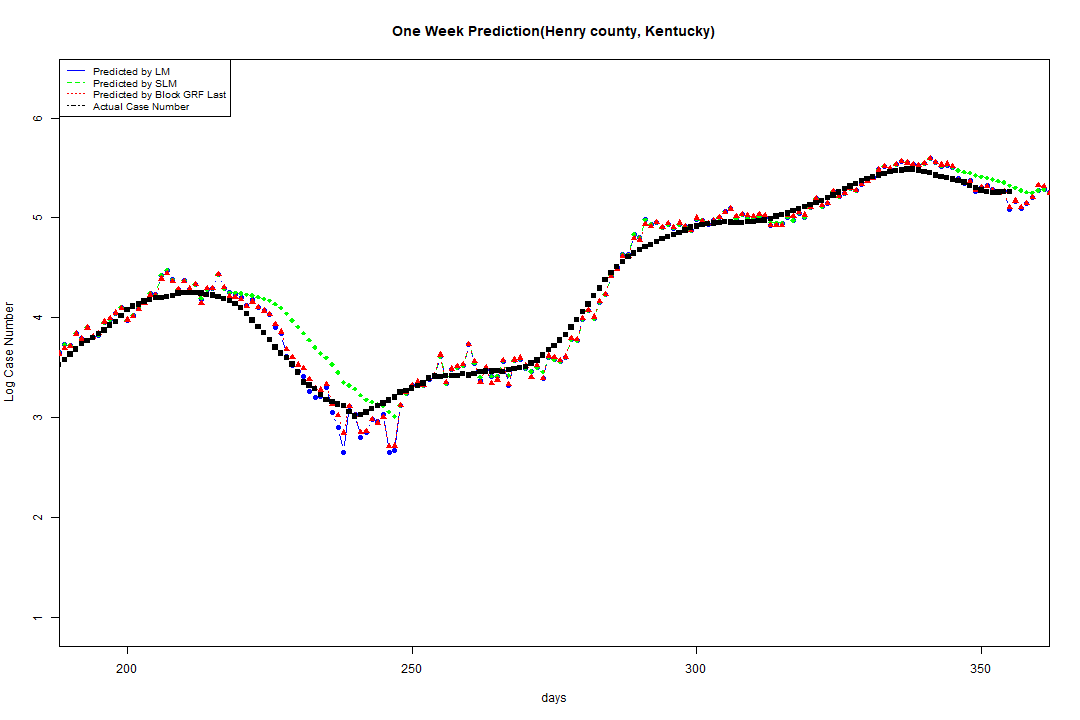 One Week Prediction(Henry county, Kentucky)
Predicted by LM
Predicted by SLM
Predicted by Block GRF Last
Actual Case Number
6
5
4
3
2
1
Log Case Number
200 250 300 350
days